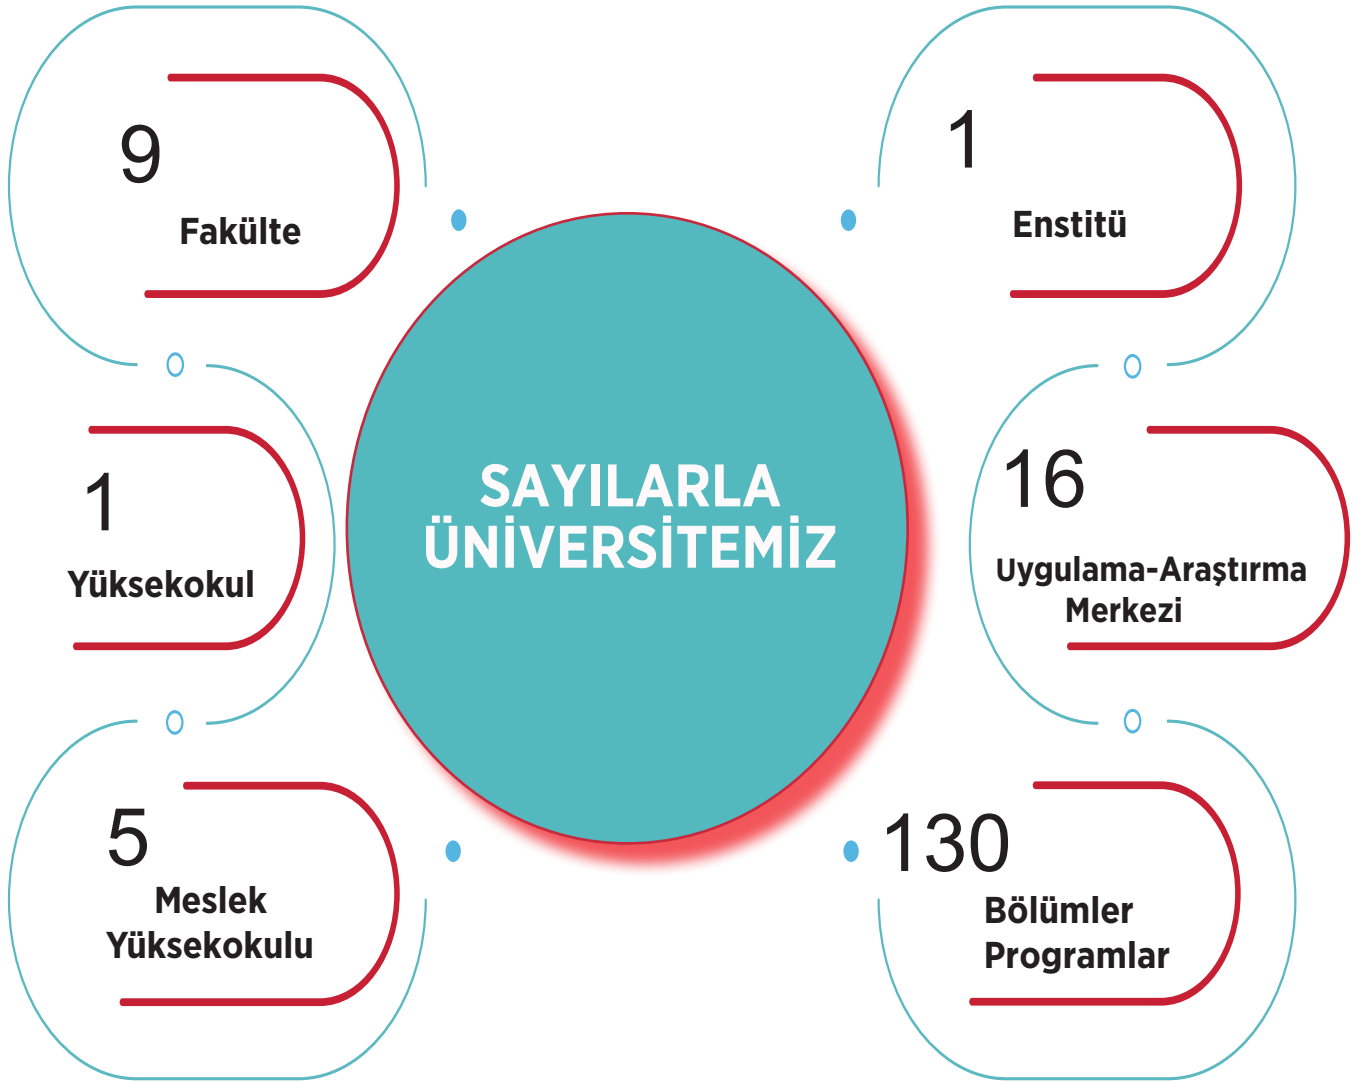 9
Fakülte
1
Yüksekokul
5
Meslek
Yüksekokulu
SAYILARLA
ÜNİVERSİTEMİZ
1
Enstitü
16
Uygulama-Araştırma
Merkezi
130
Bölümler
Programlar